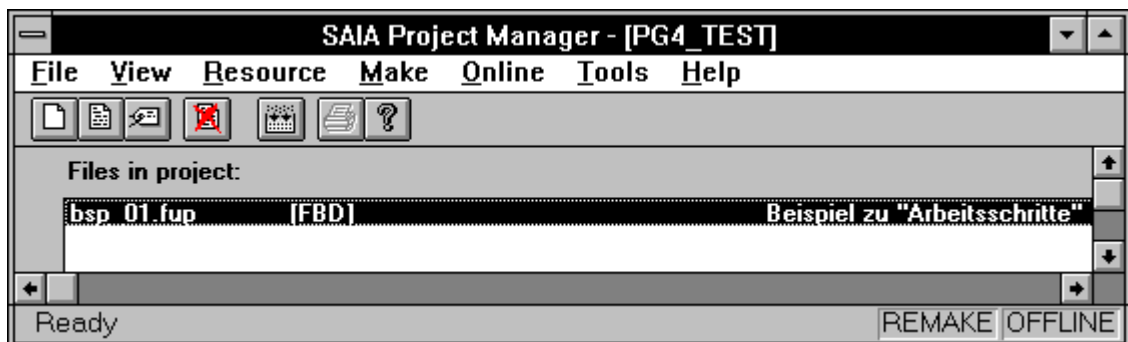 SAIA Project Manager - [PG4_TEST]
File View Resource Make Online Tools Help
Files in project:
bsp_01.fup [FBD] Beispiel zu "Arbeitsschritte"
Ready REMAKE OFFLINE